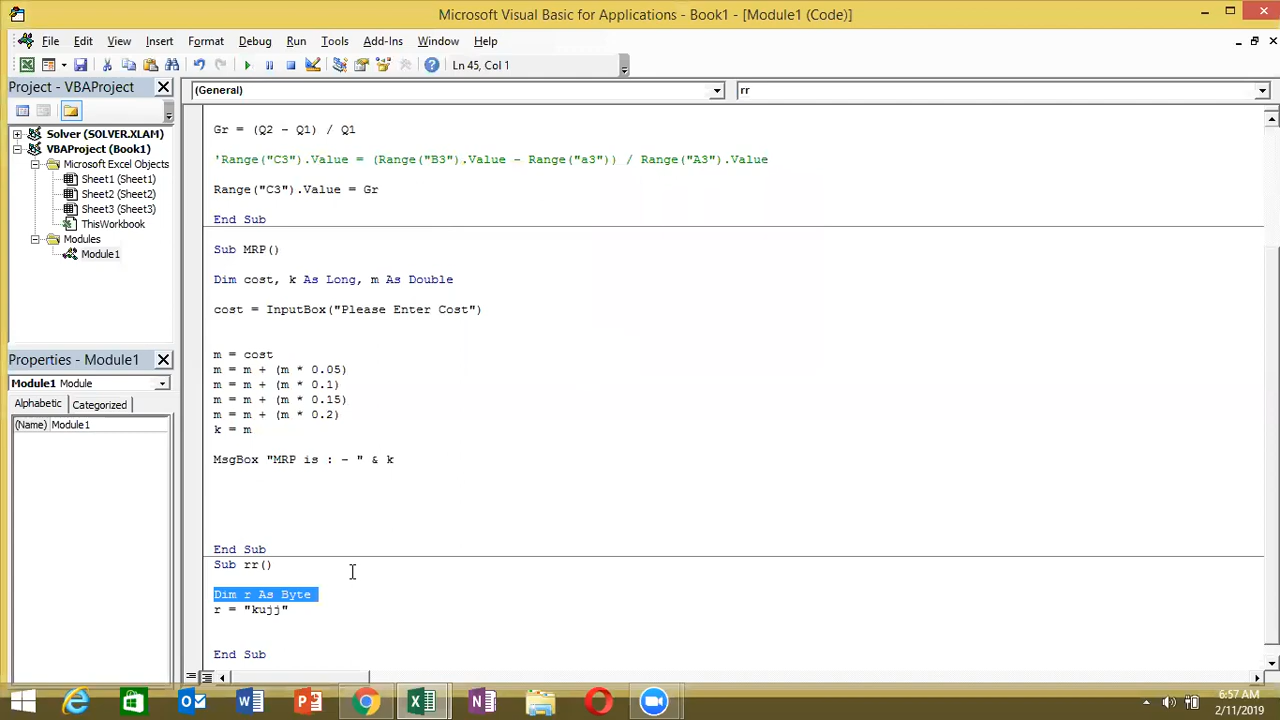 Microsoft Visual Basic for Applications - Book1 - [Module1 (Code)]
File Edit View Insert Format Debug Run Tools Add-Ins Window Help
Ln 45, Col 1
Project - VBAProject
(General)
rr
Solver (SOLVER.XLAM)
VBAProject (Book1)
Microsoft Excel Objects
Sheet1 (Sheet1)
Sheet2 (Sheet2)
Sheet3 (Sheet3)
ThisWorkbook
Modules
Module1
Properties - Module1
Module1 Module
Alphabetic Categorized
(Name) Module1
Gr = (Q2 - Q1) / Q1
'Range("C3").Value = (Range("B3").Value - Range("a3")) / Range("A3").Value
Range("C3").Value = Gr
End Sub
Sub MRP()
Dim cost, k As Long, m As Double
cost = InputBox("Please Enter Cost")
m = cost
m = m + (m * 0.05)
m = m + (m * 0.1)
m = m + (m * 0.15)
m = m + (m * 0.2)
k = m
MsgBox "MRP is : - " & k
End Sub
Sub rr()
Dim r As Byte
r = "kujj"
End Sub
6:57 AM
2/11/2019